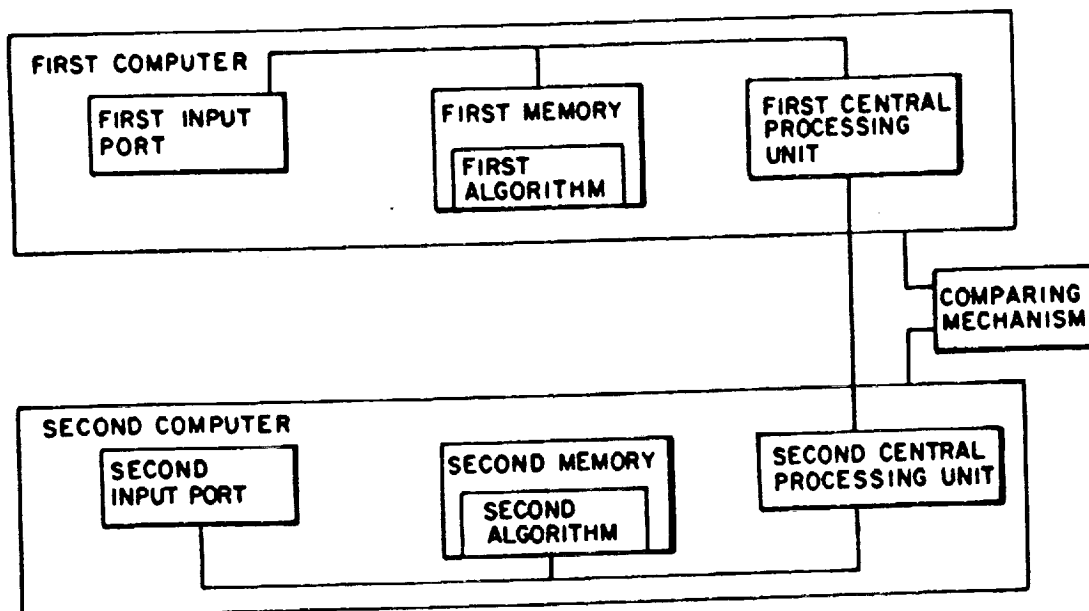 FIRST COMPUTER
FIRST INPUT
PORT
FIRST MEMORY
FIRST
ALGORITHM
FIRST CENTRAL
PROCESSING
UNIT
COMPARING
MECHANISM
SECOND COMPUTER
SECOND
INPUT PORT
SECOND MEMORY
SECOND
ALGORITHM
SECOND CENTRAL
PROCESSING UNIT